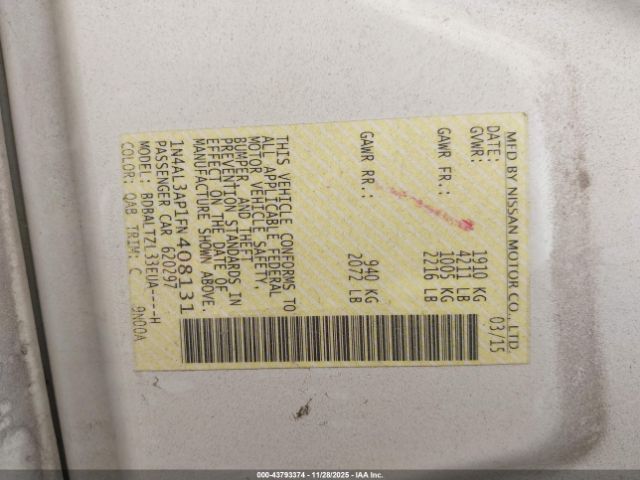 MFD BY NISSAN MOTOR CO., LTD.
DATE: 03/15
GVWR: 1910 KG
4211 LB
GAWR FR.: 1005 KG
2216 LB
GAWR RR.: 940 KG
2072 LB
THIS VEHICLE CONFORMS TO
ALL APPLICABLE FEDERAL
MOTOR VEHICLE SAFETY,
BUMPER, AND THEFT
PREVENTION STANDARDS IN
EFFECT ON THE DATE OF
MANUFACTURE SHOWN ABOVE.
1N4AL3AP1FN408131
PASSENGER CAR 620297
MODEL: BDBALTZL33EUA----H
COLOR: QAB TRIM: C 9N00A
000-43793374 | 11/28/2025 | IAA Inc.